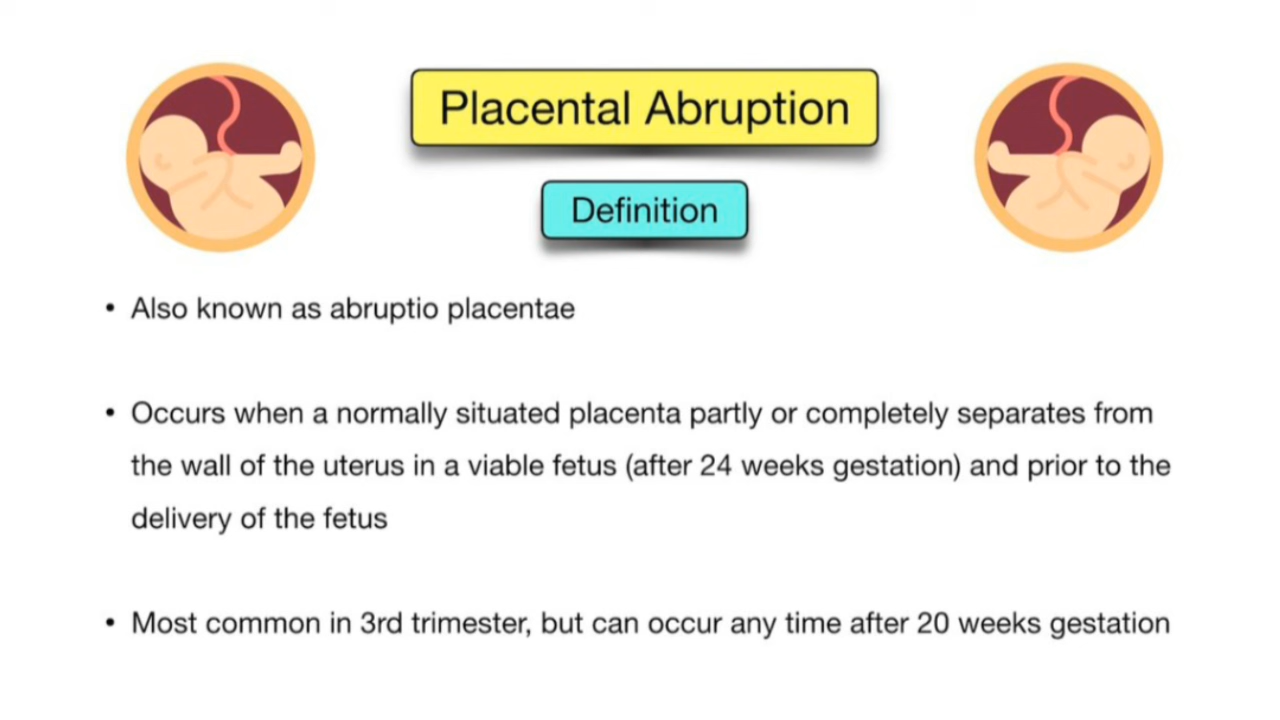 Placental Abruption
Definition
• Also known as abruptio placentae
• Occurs when a normally situated placenta partly or completely separates from
the wall of the uterus in a viable fetus (after 24 weeks gestation) and prior to the
delivery of the fetus
• Most common in 3rd trimester, but can occur any time after 20 weeks gestation